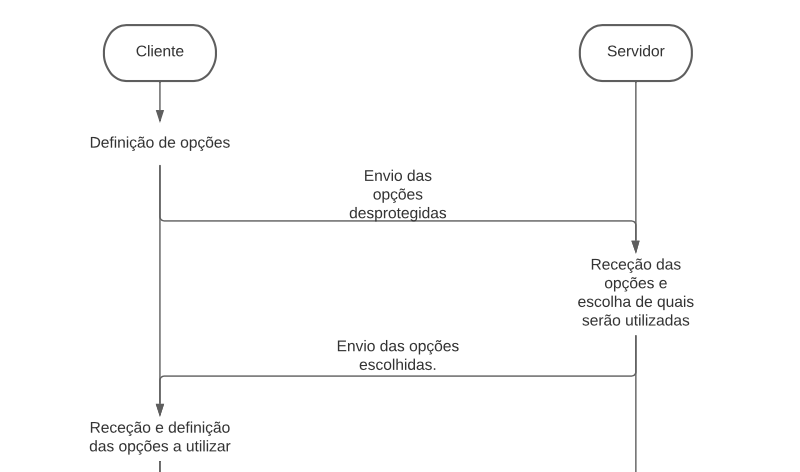 Cliente
Servidor
Definição de opções
Envio das
opções
desprotegidas
Receção das
opções e
escolha de quais
serão utilizadas
Envio das opções
escolhidas.
Receção e definição
das opções a utilizar